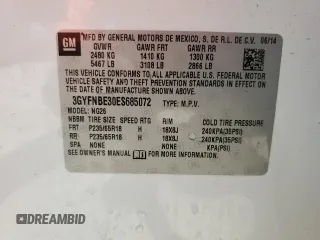 GM
MFD BY GENERAL MOTORS DE MEXICO, S. DE R.L. DE C.V. 06/14
GVWR GAWR FRT GAWR RR
2480 KG 1410 KG 1300 KG
5467 LB 3108 LB 2866 LB
THIS VEHICLE CONFORMS TO ALL APPLICABLE U.S. FEDERAL MOTOR VEHICLE SAFETY, BUMPER, AND THEFT PREVENTION STANDARDS IN EFFECT ON THE DATE OF MANUFACTURE SHOWN ABOVE.
3GYFNBE30ES685072 TYPE: M.P.V.
MODEL: NG26
TIRE SIZE SPEED RTG RIM COLD TIRE PRESSURE
FRT: P235/65R18 H 18X8J 240KPA(35PSI)
RR: P235/65R18 H 18X8J 240KPA(35PSI)
SPA: NONE NONE KPA(PSI)
SEE OWNER'S MANUAL
DREAMBID